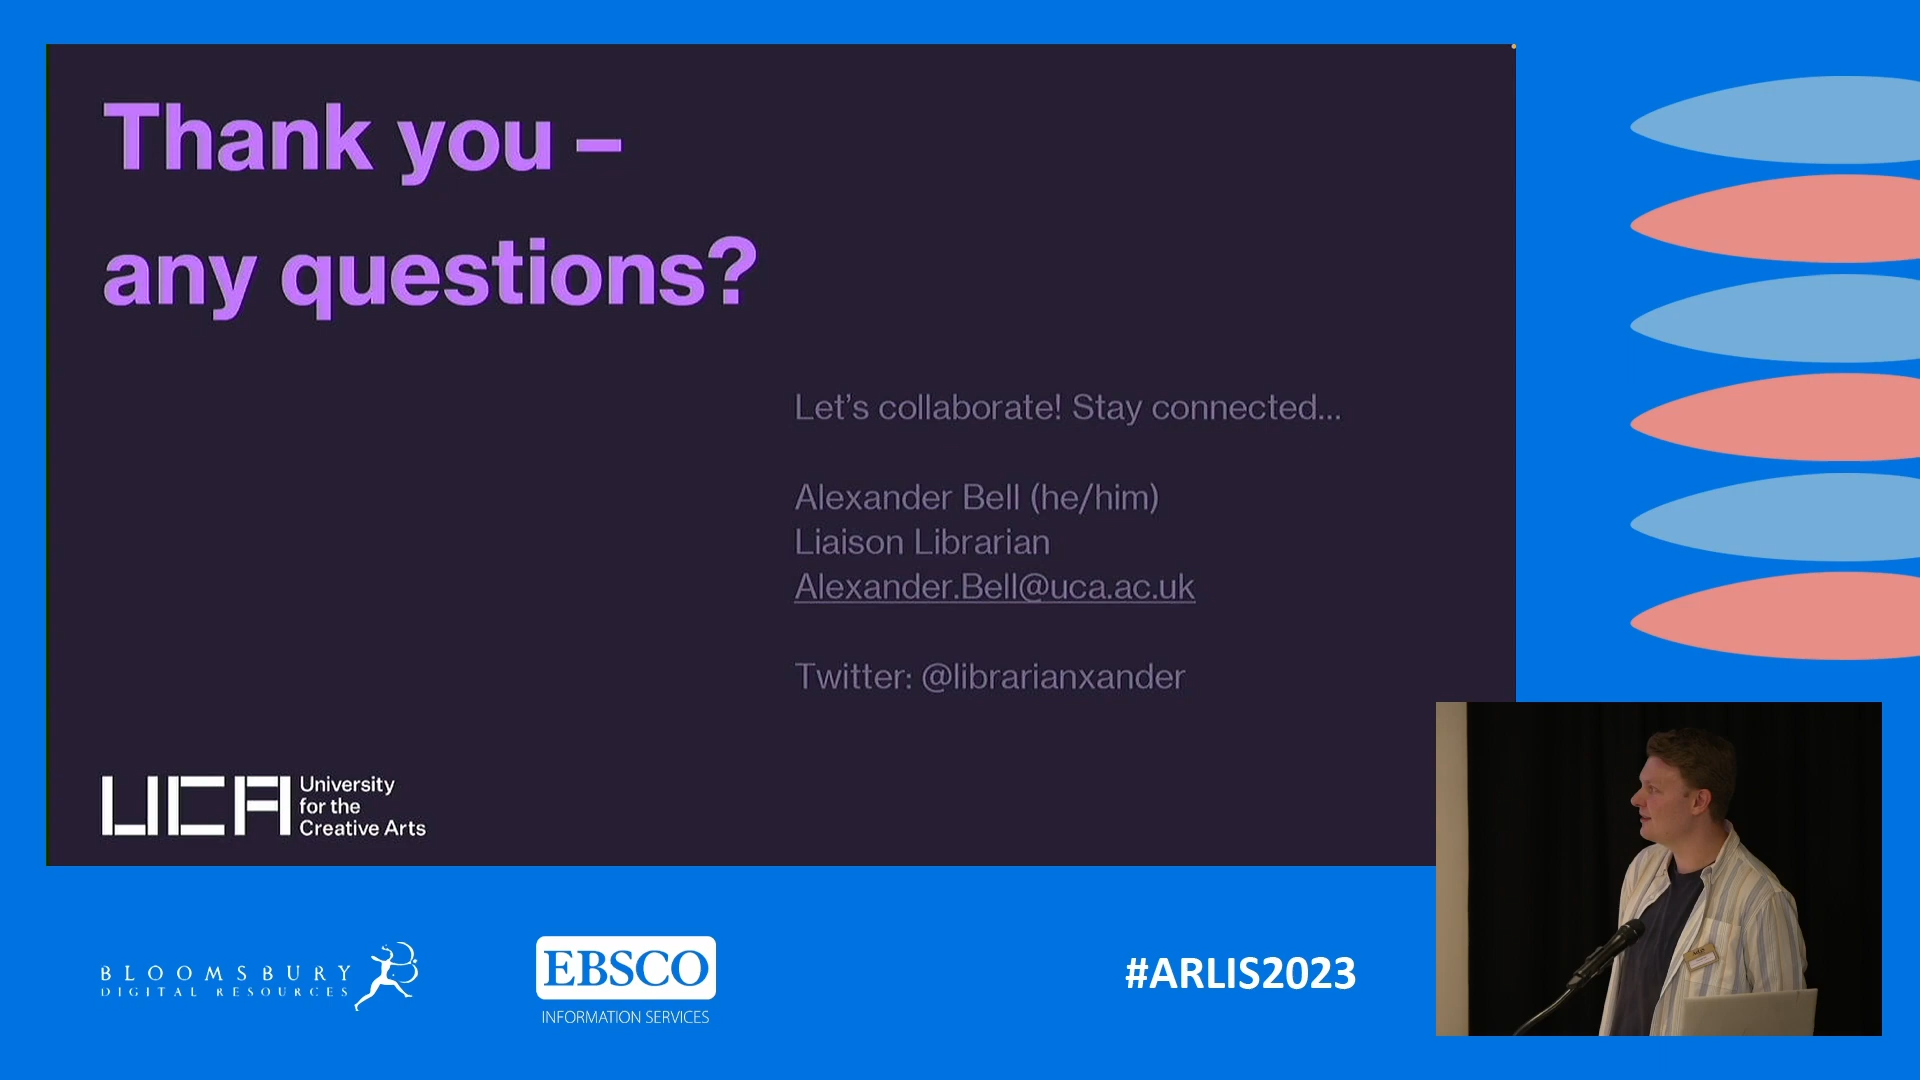 Thank you –
any questions?
Let's collaborate! Stay connected...
Alexander Bell (he/him)
Liaison Librarian
Alexander.Bell@uca.ac.uk
Twitter: @librarianxander
UCA University
for the
Creative Arts
BLOOMSBURY
DIGITAL RESOURCES
EBSCO
INFORMATION SERVICES
#ARLIS2023